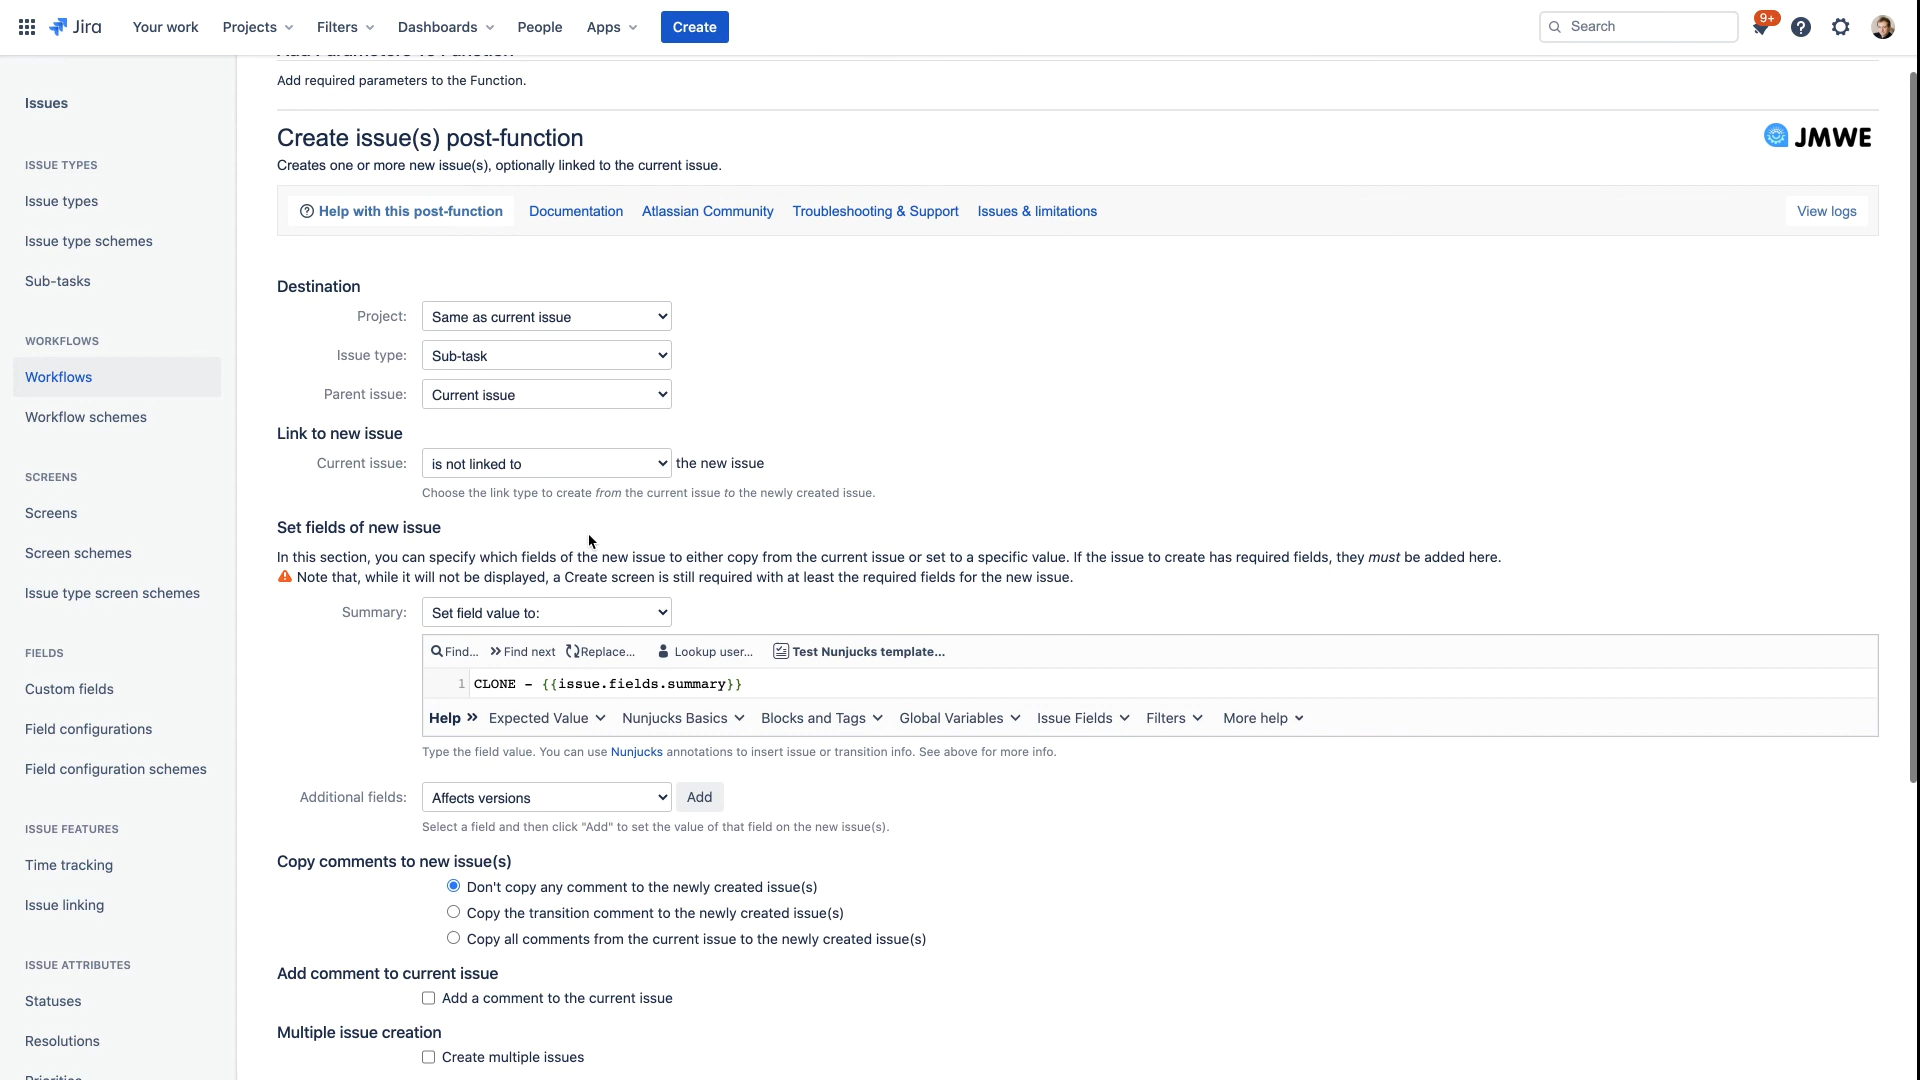 Jira
Your work
Projects
Filters
Dashboards
People
Apps
Create
Search
9+
Issues
ISSUE TYPES
Issue types
Issue type schemes
Sub-tasks
WORKFLOWS
Workflows
Workflow schemes
SCREENS
Screens
Screen schemes
Issue type screen schemes
FIELDS
Custom fields
Field configurations
Field configuration schemes
ISSUE FEATURES
Time tracking
Issue linking
ISSUE ATTRIBUTES
Statuses
Resolutions
Priorities
Add Parameters To Function
Add required parameters to the Function.
Create issue(s) post-function
JMWE
Creates one or more new issue(s), optionally linked to the current issue.
Help with this post-function Documentation Atlassian Community Troubleshooting & Support Issues & limitations View logs
Destination
Project: Same as current issue
Issue type: Sub-task
Parent issue: Current issue
Link to new issue
Current issue: is not linked to the new issue
Choose the link type to create from the current issue to the newly created issue.
Set fields of new issue
In this section, you can specify which fields of the new issue to either copy from the current issue or set to a specific value. If the issue to create has required fields, they must be added here.
Note that, while it will not be displayed, a Create screen is still required with at least the required fields for the new issue.
Summary: Set field value to:
Find... Find next Replace... Lookup user... Test Nunjucks template...
1 CLONE - {{issue.fields.summary}}
Help » Expected Value Nunjucks Basics Blocks and Tags Global Variables Issue Fields Filters More help
Type the field value. You can use Nunjucks annotations to insert issue or transition info. See above for more info.
Additional fields: Affects versions Add
Select a field and then click "Add" to set the value of that field on the new issue(s).
Copy comments to new issue(s)
Don't copy any comment to the newly created issue(s)
Copy the transition comment to the newly created issue(s)
Copy all comments from the current issue to the newly created issue(s)
Add comment to current issue
Add a comment to the current issue
Multiple issue creation
Create multiple issues